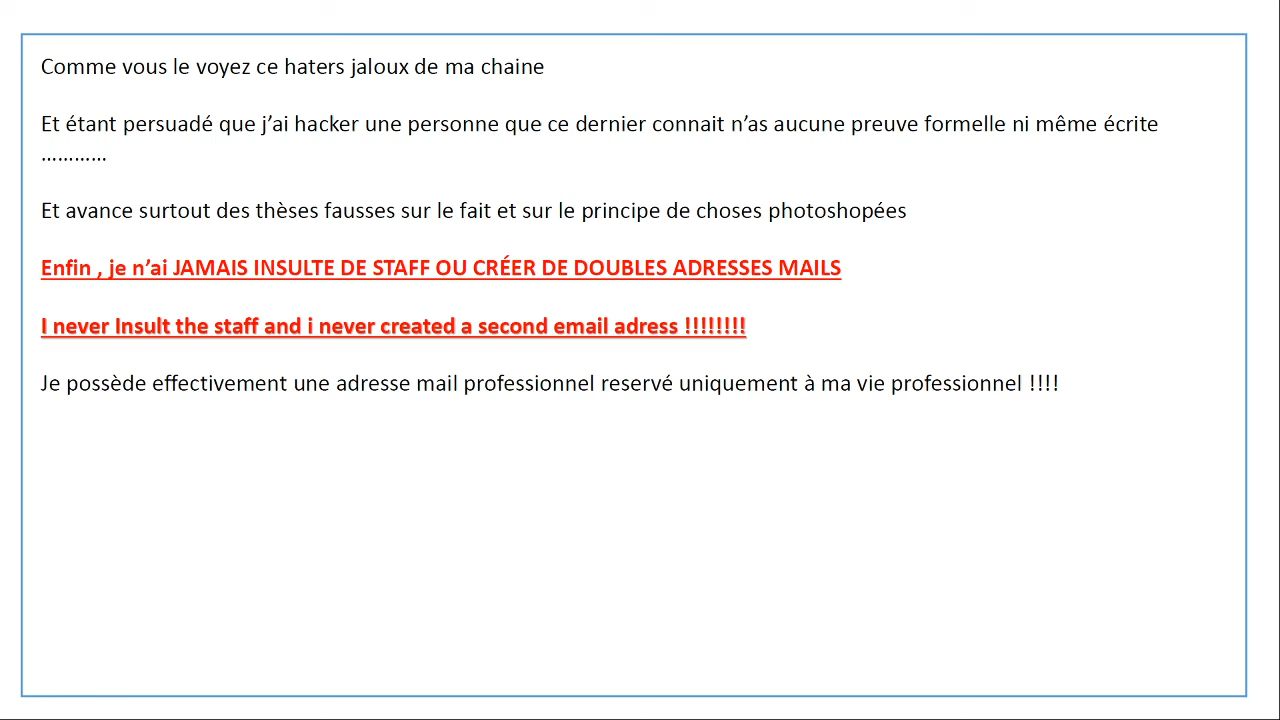 Comme vous le voyez ce haters jaloux de ma chaine
Et étant persuadé que j’ai hacker une personne que ce dernier connait n’as aucune preuve formelle ni même écrite
…………
Et avance surtout des thèses fausses sur le fait et sur le principe de choses photoshopées
Enfin , je n’ai JAMAIS INSULTE DE STAFF OU CRÉER DE DOUBLES ADRESSES MAILS
I never Insult the staff and i never created a second email adress !!!!!!!!
Je possède effectivement une adresse mail professionnel reservé uniquement à ma vie professionnel !!!!